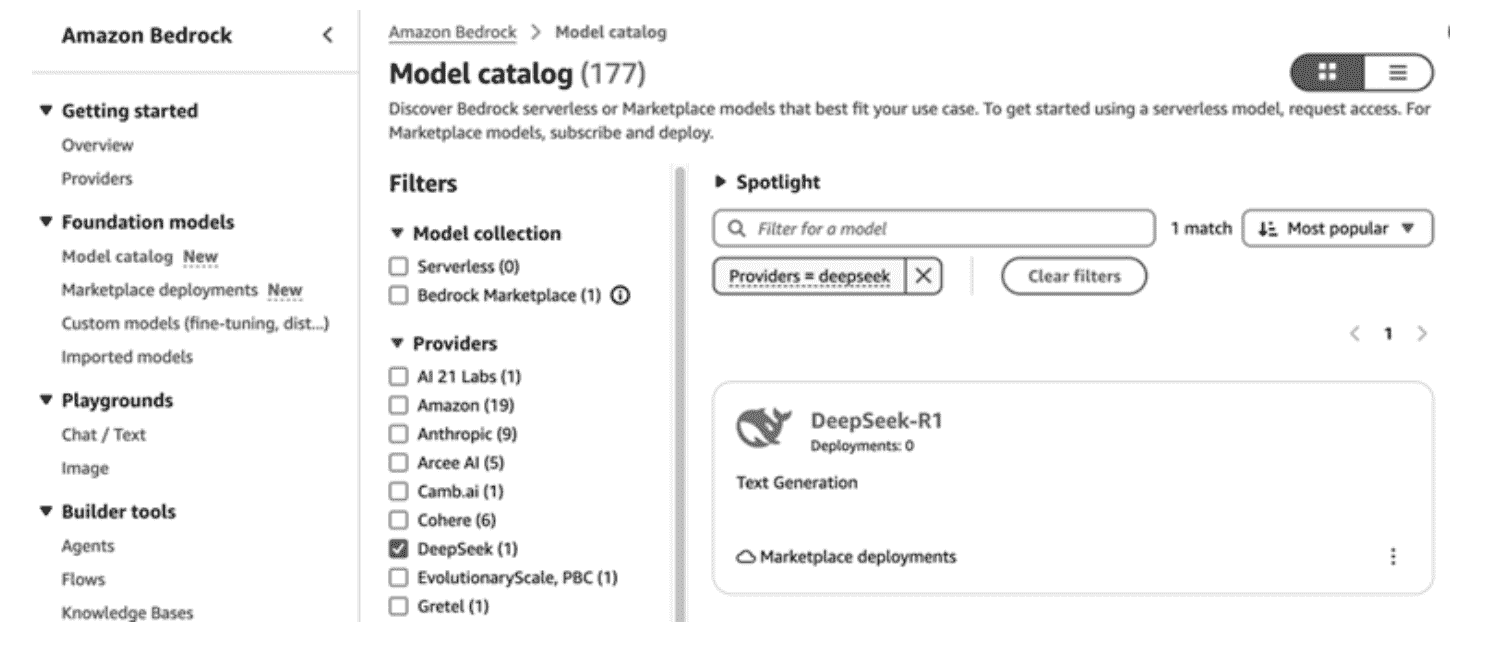 Amazon Bedrock
Getting started
Overview
Providers
Foundation models
Model catalog New
Marketplace deployments New
Custom models (fine-tuning, dist...)
Imported models
Playgrounds
Chat / Text
Image
Builder tools
Agents
Flows
Knowledge Bases
Amazon Bedrock > Model catalog
Model catalog (177)
Discover Bedrock serverless or Marketplace models that best fit your use case. To get started using a serverless model, request access. For
Marketplace models, subscribe and deploy.
Filters
Model collection
Serverless (0)
Bedrock Marketplace (1)
Providers
AI 21 Labs (1)
Amazon (19)
Anthropic (9)
Arcee AI (5)
Camb.ai (1)
Cohere (6)
DeepSeek (1)
EvolutionaryScale, PBC (1)
Gretel (1)
Spotlight
Filter for a model
1 match
Most popular
Providers = deepseek
Clear filters
< 1 >
DeepSeek-R1
Deployments: 0
Text Generation
Marketplace deployments